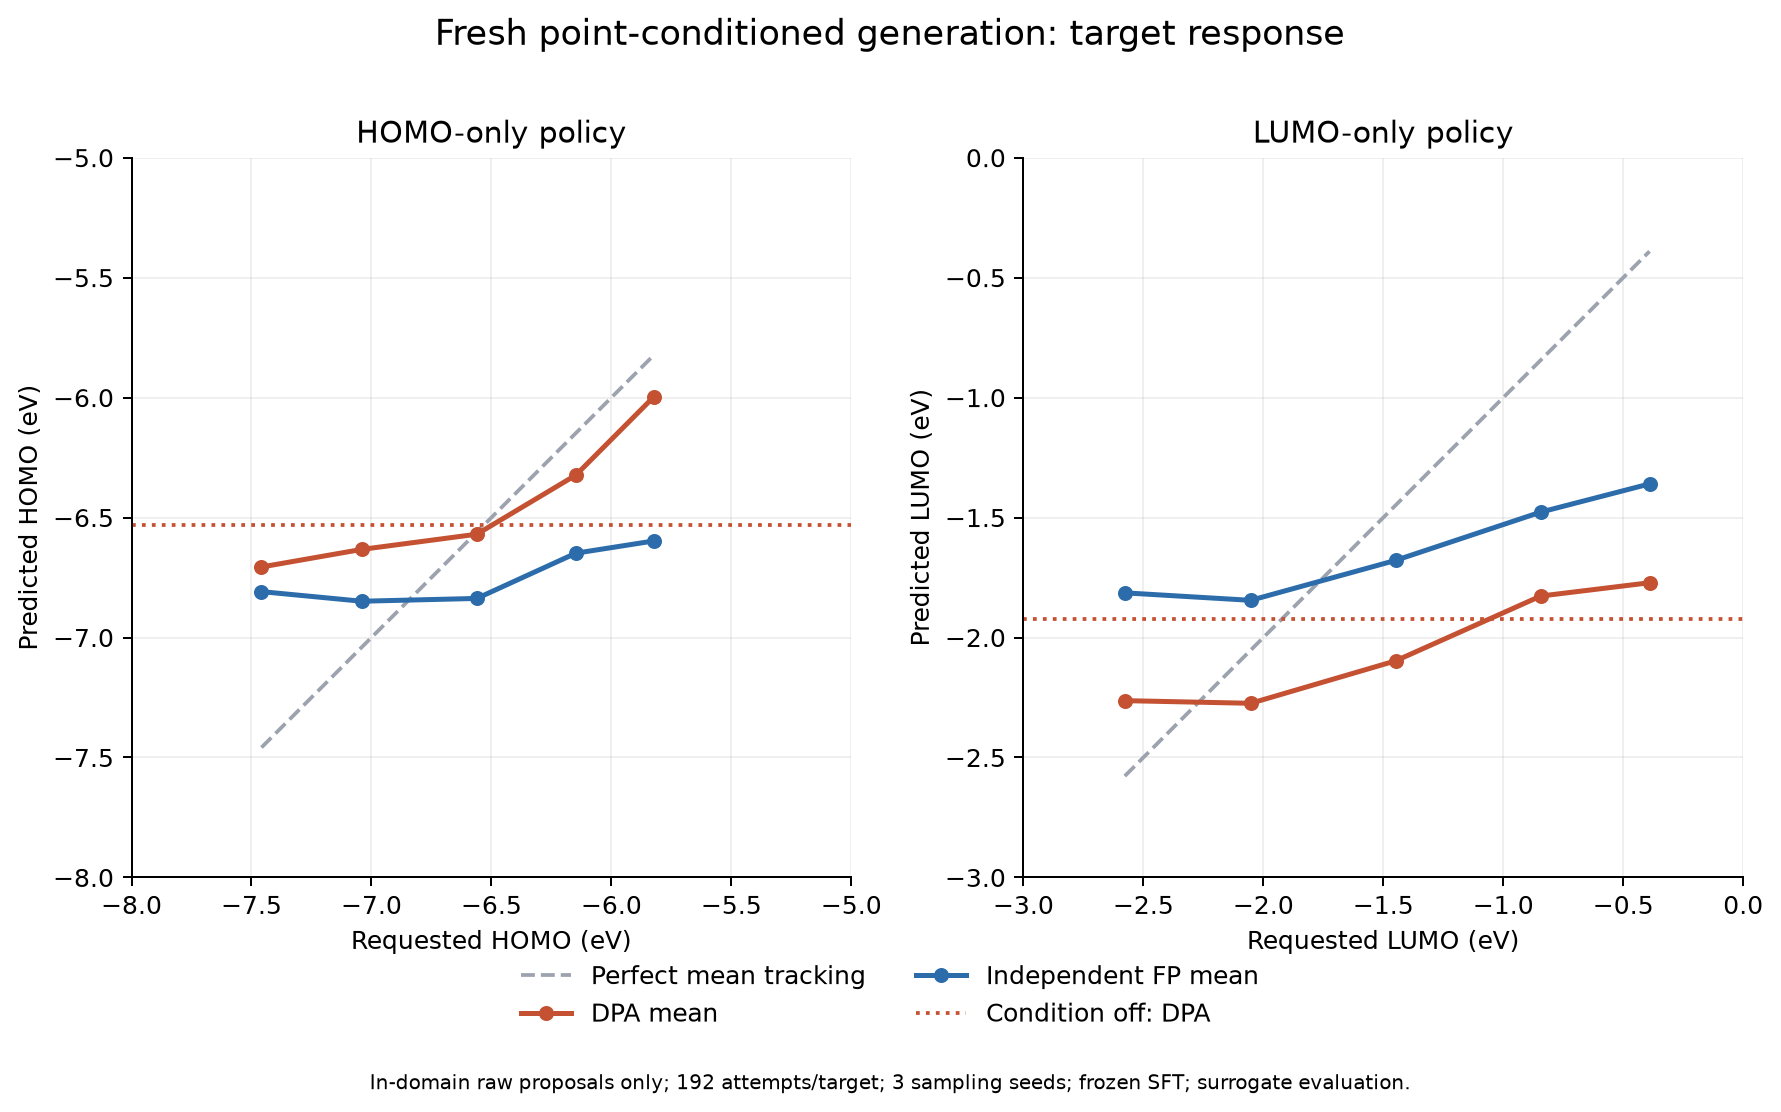 Fresh point-conditioned generation: target response
HOMO-only policy
−5.0
−5.5
−6.0
−6.5
−7.0
−7.5
−8.0
Predicted HOMO (eV)
−8.0 −7.5 −7.0 −6.5 −6.0 −5.5 −5.0
Requested HOMO (eV)
LUMO-only policy
0.0
−0.5
−1.0
−1.5
−2.0
−2.5
−3.0
Predicted LUMO (eV)
−3.0 −2.5 −2.0 −1.5 −1.0 −0.5 0.0
Requested LUMO (eV)
Perfect mean tracking
DPA mean
Independent FP mean
Condition off: DPA
In-domain raw proposals only; 192 attempts/target; 3 sampling seeds; frozen SFT; surrogate evaluation.